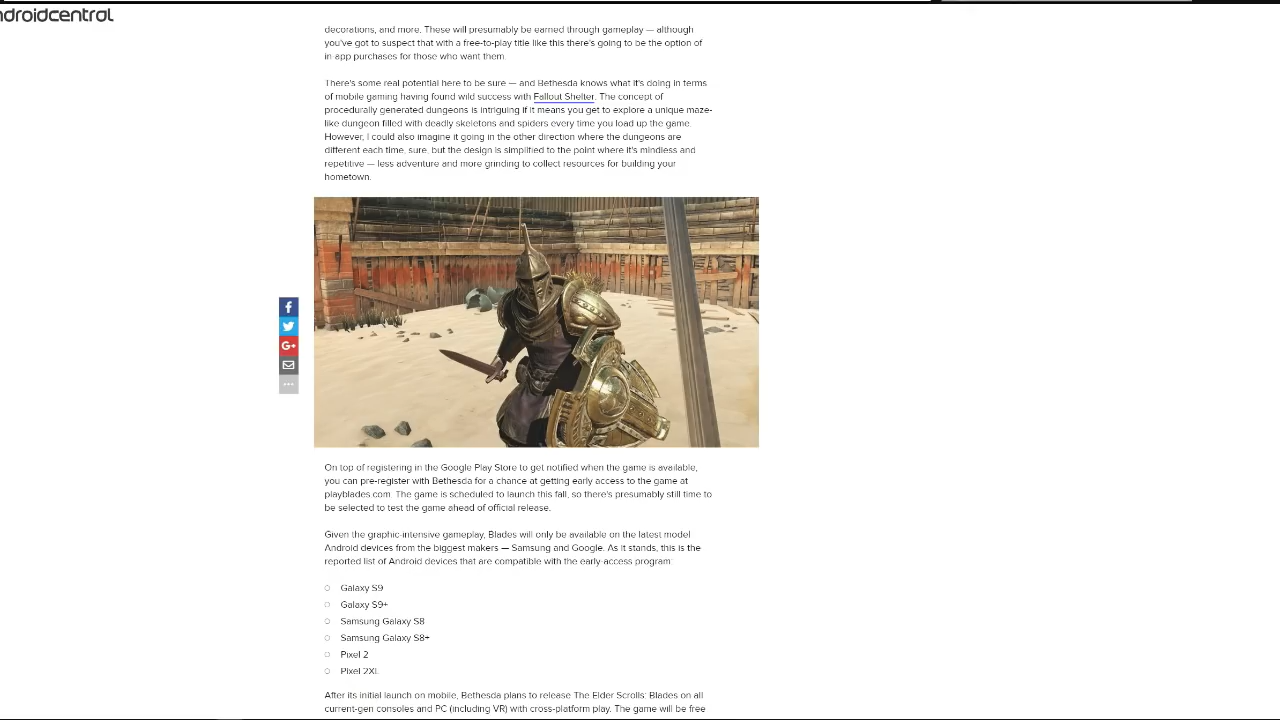 ndroidcentral
decorations, and more. These will presumably be earned through gameplay — although
you've got to suspect that with a free-to-play title like this there's going to be the option of
in-app purchases for those who want them.
There's some real potential here to be sure — and Bethesda knows what it's doing in terms
of mobile gaming having found wild success with Fallout Shelter. The concept of
procedurally generated dungeons is intriguing if it means you get to explore a unique maze-
like dungeon filled with deadly skeletons and spiders every time you load up the game.
However, I could also imagine it going in the other direction where the dungeons are
different each time, sure, but the design is simplified to the point where it's mindless and
repetitive — less adventure and more grinding to collect resources for building your
hometown.
On top of registering in the Google Play Store to get notified when the game is available,
you can pre-register with Bethesda for a chance at getting early access to the game at
playblades.com. The game is scheduled to launch this fall, so there's presumably still time to
be selected to test the game ahead of official release.
Given the graphic-intensive gameplay, Blades will only be available on the latest model
Android devices from the biggest makers — Samsung and Google. As it stands, this is the
reported list of Android devices that are compatible with the early-access program:
Galaxy S9
Galaxy S9+
Samsung Galaxy S8
Samsung Galaxy S8+
Pixel 2
Pixel 2XL
After its initial launch on mobile, Bethesda plans to release The Elder Scrolls: Blades on all
current-gen consoles and PC (including VR) with cross-platform play. The game will be free